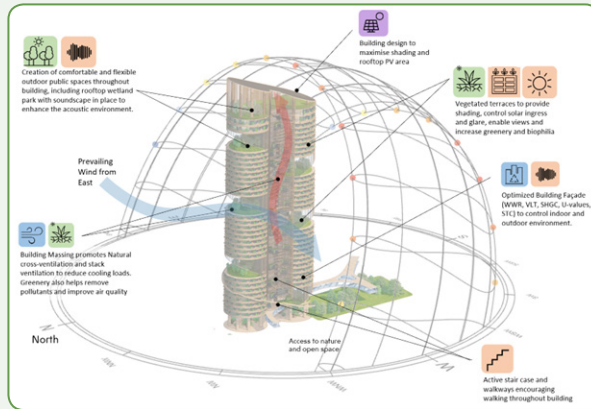 Creation of comfortable and flexible
outdoor public spaces throughout
building, including rooftop wetland
park with soundscape in place to
enhance the acoustic environment.
Building design to
maximise shading and
rooftop PV area
Vegetated terraces to provide
shading, control solar ingress
and glare, enable views and
increase greenery and biophilia
Prevailing
Wind from
East
Optimized Building Façade
(WWR, VLT, SHGC, U-values,
STC) to control indoor and
outdoor environment.
Building Massing promotes Natural
cross-ventilation and stack
ventilation to reduce cooling loads.
Greenery also helps remove
pollutants and improve air quality
N
North
Access to nature
and open space
W
Active stair case and
walkways encouraging
walking throughout building